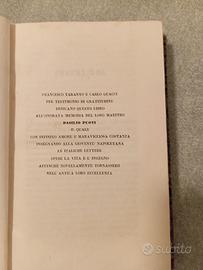 FRANCESCO TARANTO E CARLO GUACCI
PER TESTIMONIO DI GRATITUDINE
DEDICANO QUESTO LIBRO
ALL'ONORATA MEMORIA DEL LORO MAESTRO
BASILIO PUOTI
IL QUALE
CON INDEFESSO AMORE E MARAVIGLIOSA COSTANZA
INSEGNANDO ALLA GIOVENTÙ NAPOLETANA
LE ITALICHE LETTERE
SPESE LA VITA E L'INGEGNO
AFFINCHÈ NOVELLAMENTE TORNASSERO
NELL'ANTICA LORO ECCELLENZA
subito